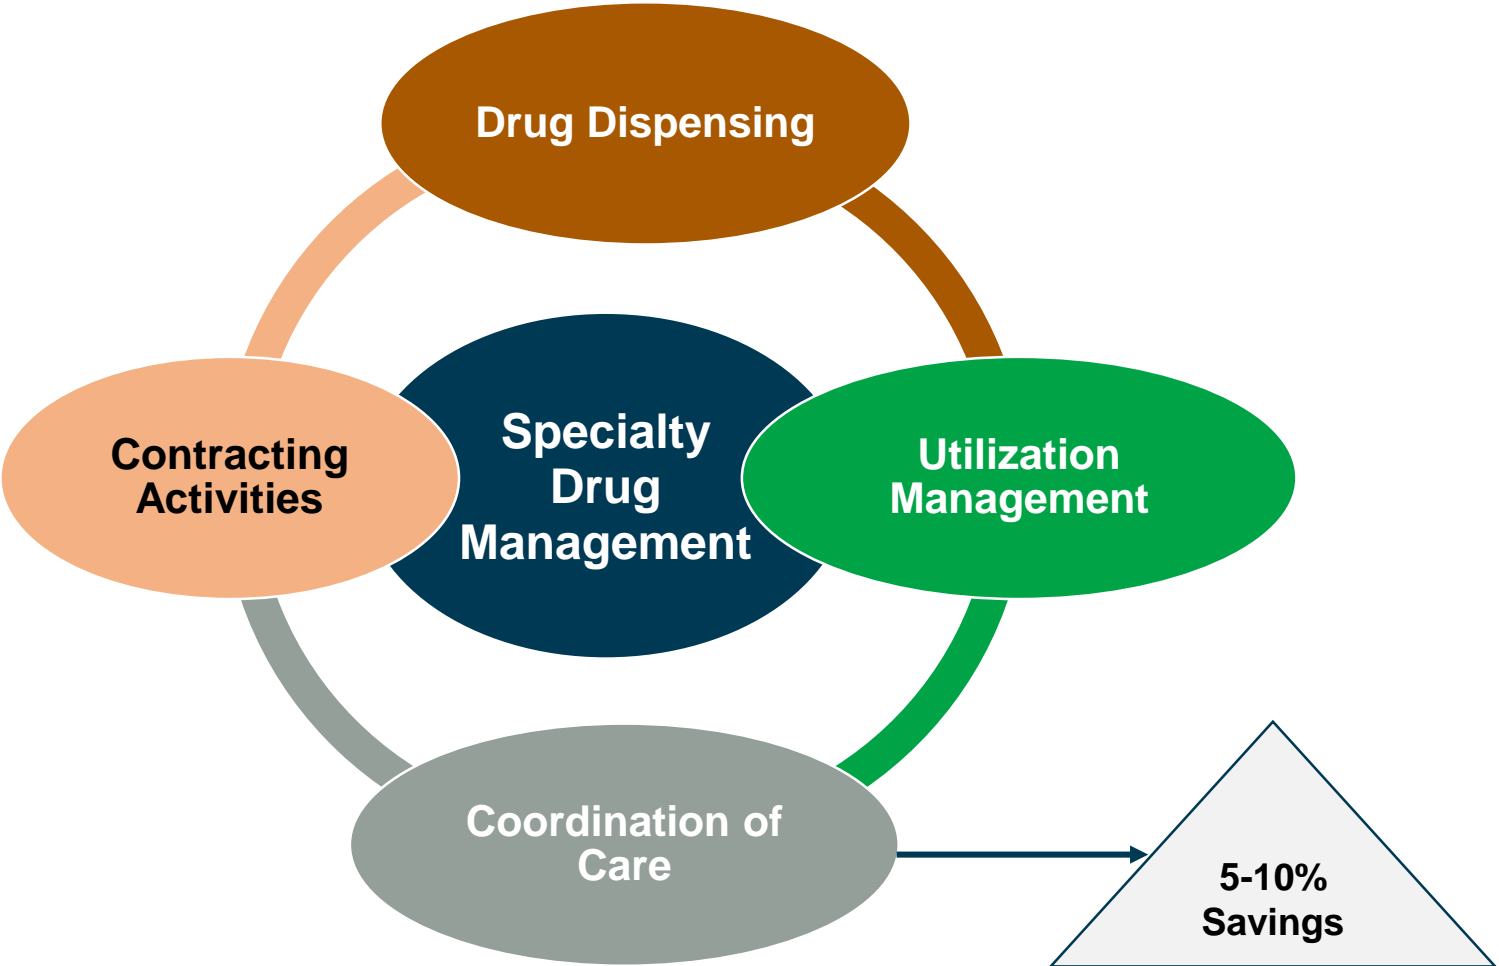 Drug Dispensing
Contracting
Activities
Specialty
Drug
Management
Utilization
Management
Coordination of
Care
5-10%
Savings